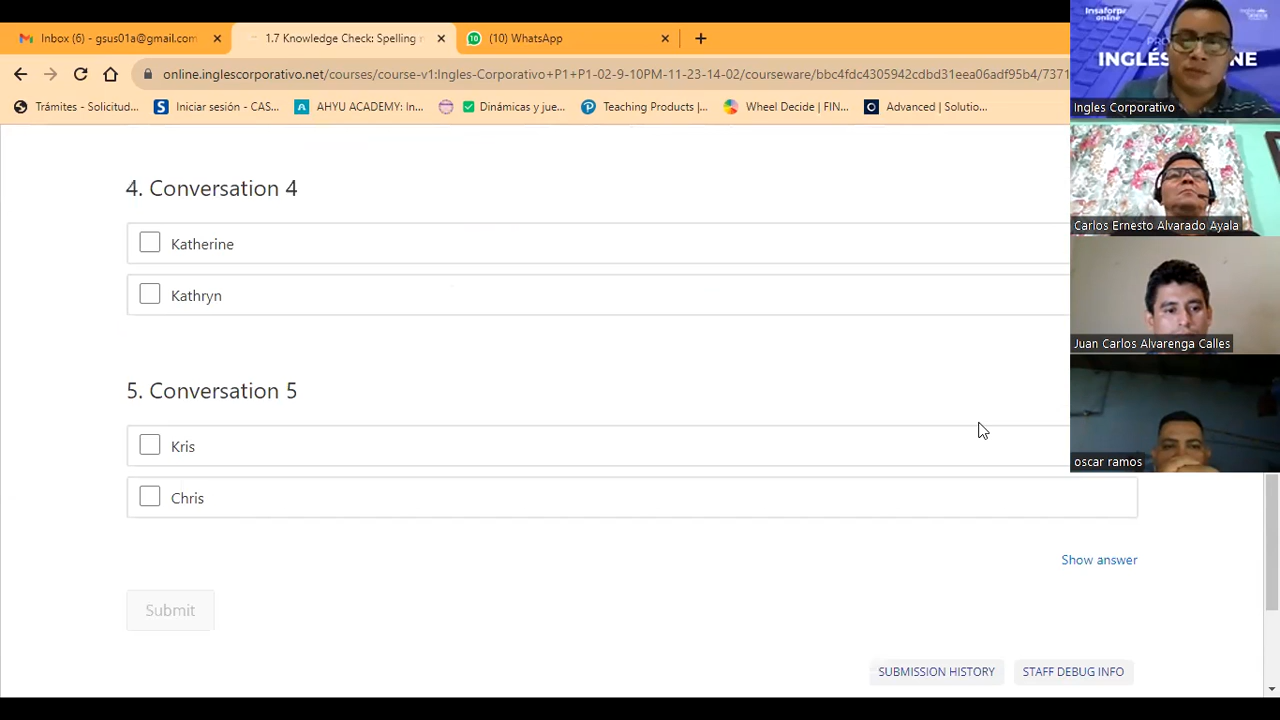 Inbox (6) - gsus01a@gmail.com
1.7 Knowledge Check: Spelling
(10) WhatsApp
online.inglescorporativo.net/courses/course-v1:Ingles-Corporativo+P1+P1-02-9-10PM-11-23-14-02/courseware/bbc4fdc4305942cdbd31eea06adf95b4/7371
Trámites - Solicitud...
Iniciar sesión - CAS...
AHYU ACADEMY: In...
Dinámicas y jue...
Teaching Products |...
Wheel Decide | FIN...
Advanced | Solutio...
Insaforp
online
INGLÉS
NE
Ingles Corporativo
Carlos Ernesto Alvarado Ayala
Juan Carlos Alvarenga Calles
oscar ramos
4. Conversation 4
Katherine
Kathryn
5. Conversation 5
Kris
Chris
Show answer
Submit
SUBMISSION HISTORY
STAFF DEBUG INFO